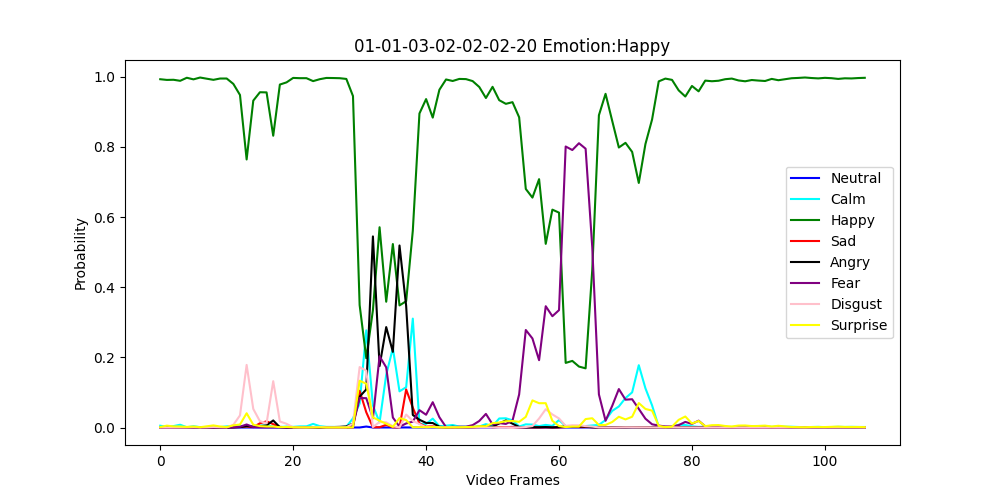 01-01-03-02-02-02-20 Emotion:Happy
1.0
0.8
0.6
0.4
0.2
0.0
Probability
0 20 40 60 80 100
Video Frames
Neutral
Calm
Happy
Sad
Angry
Fear
Disgust
Surprise